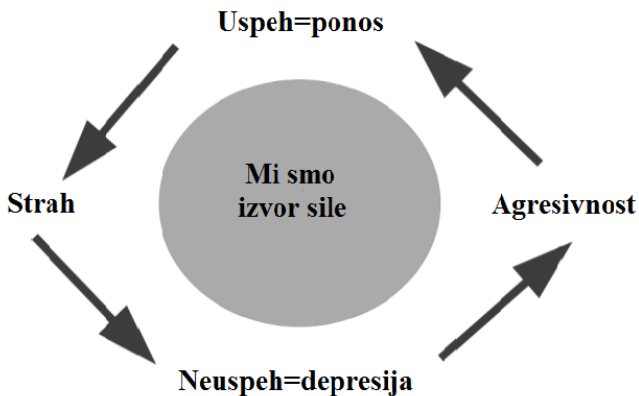 Uspeh=ponos
Mi smo
izvor sile
Strah
Agresivnost
Neuspeh=depresija